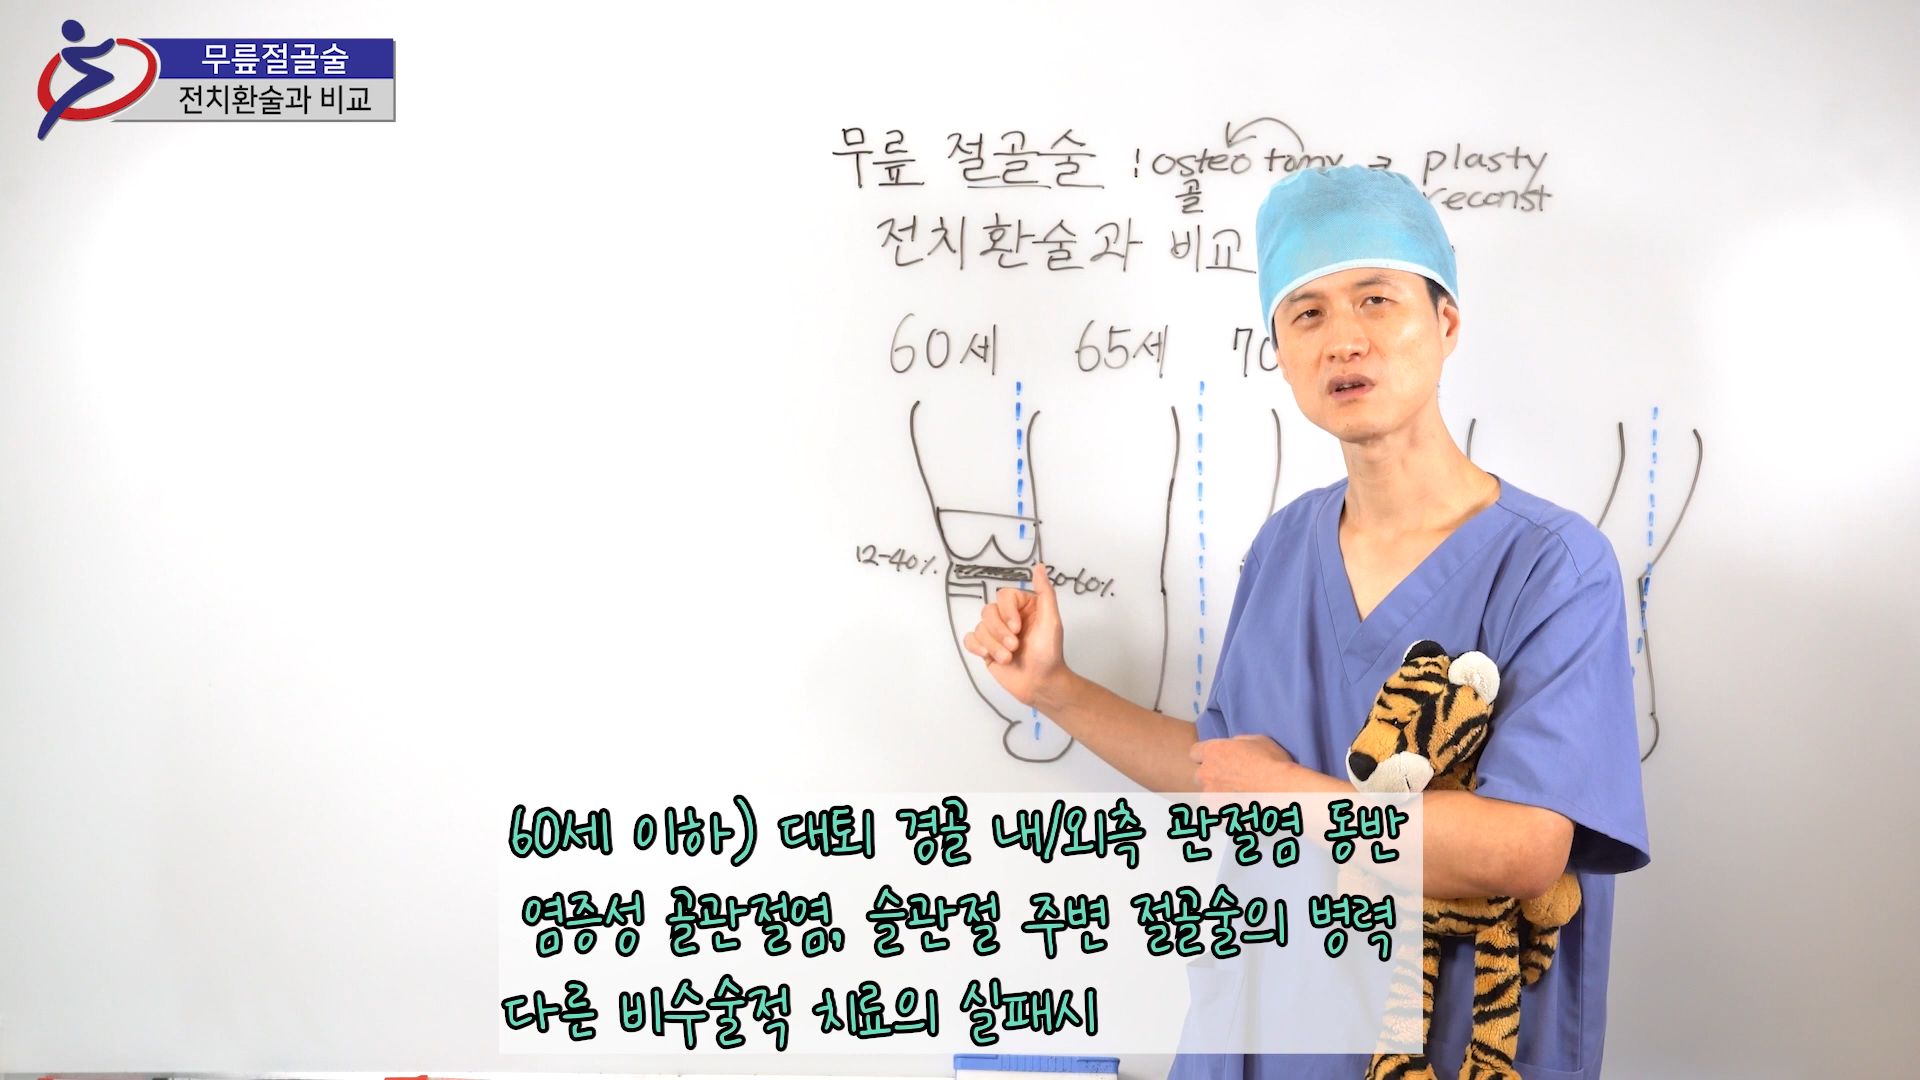 무릎절골술
전치환술과 비교
무릎 절골술 : osteotomy → plasty
골 reconst
전치환술과 비교
60세 65세 70
12-40% 30-60%
60세 이하) 대퇴 경골 내/외측 관절염 동반
염증성 골관절염, 슬관절 주변 절골술의 병력
다른 비수술적 치료의 실패시